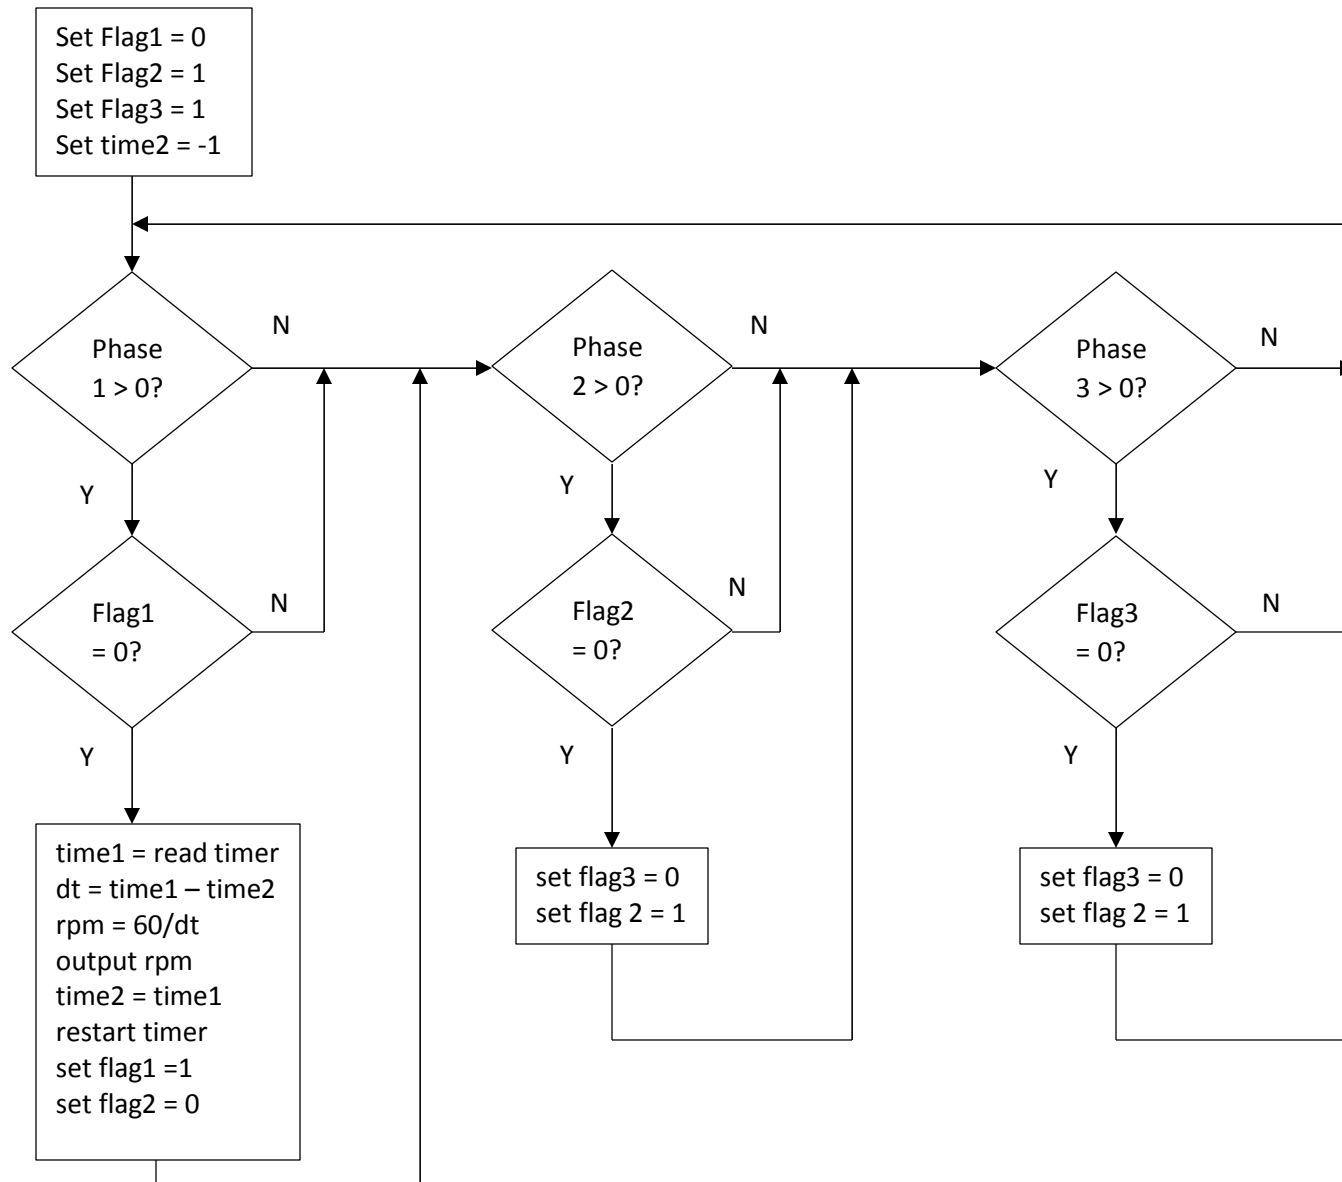 Set Flag1 = 0
Set Flag2 = 1
Set Flag3 = 1
Set time2 = -1
Phase
1 > 0?
N
Y
Flag1
= 0?
N
Y
time1 = read timer
dt = time1 – time2
rpm = 60/dt
output rpm
time2 = time1
restart timer
set flag1 =1
set flag2 = 0
Phase
2 > 0?
N
Y
Flag2
= 0?
N
Y
set flag3 = 0
set flag 2 = 1
Phase
3 > 0?
N
Y
Flag3
= 0?
N
Y
set flag3 = 0
set flag 2 = 1